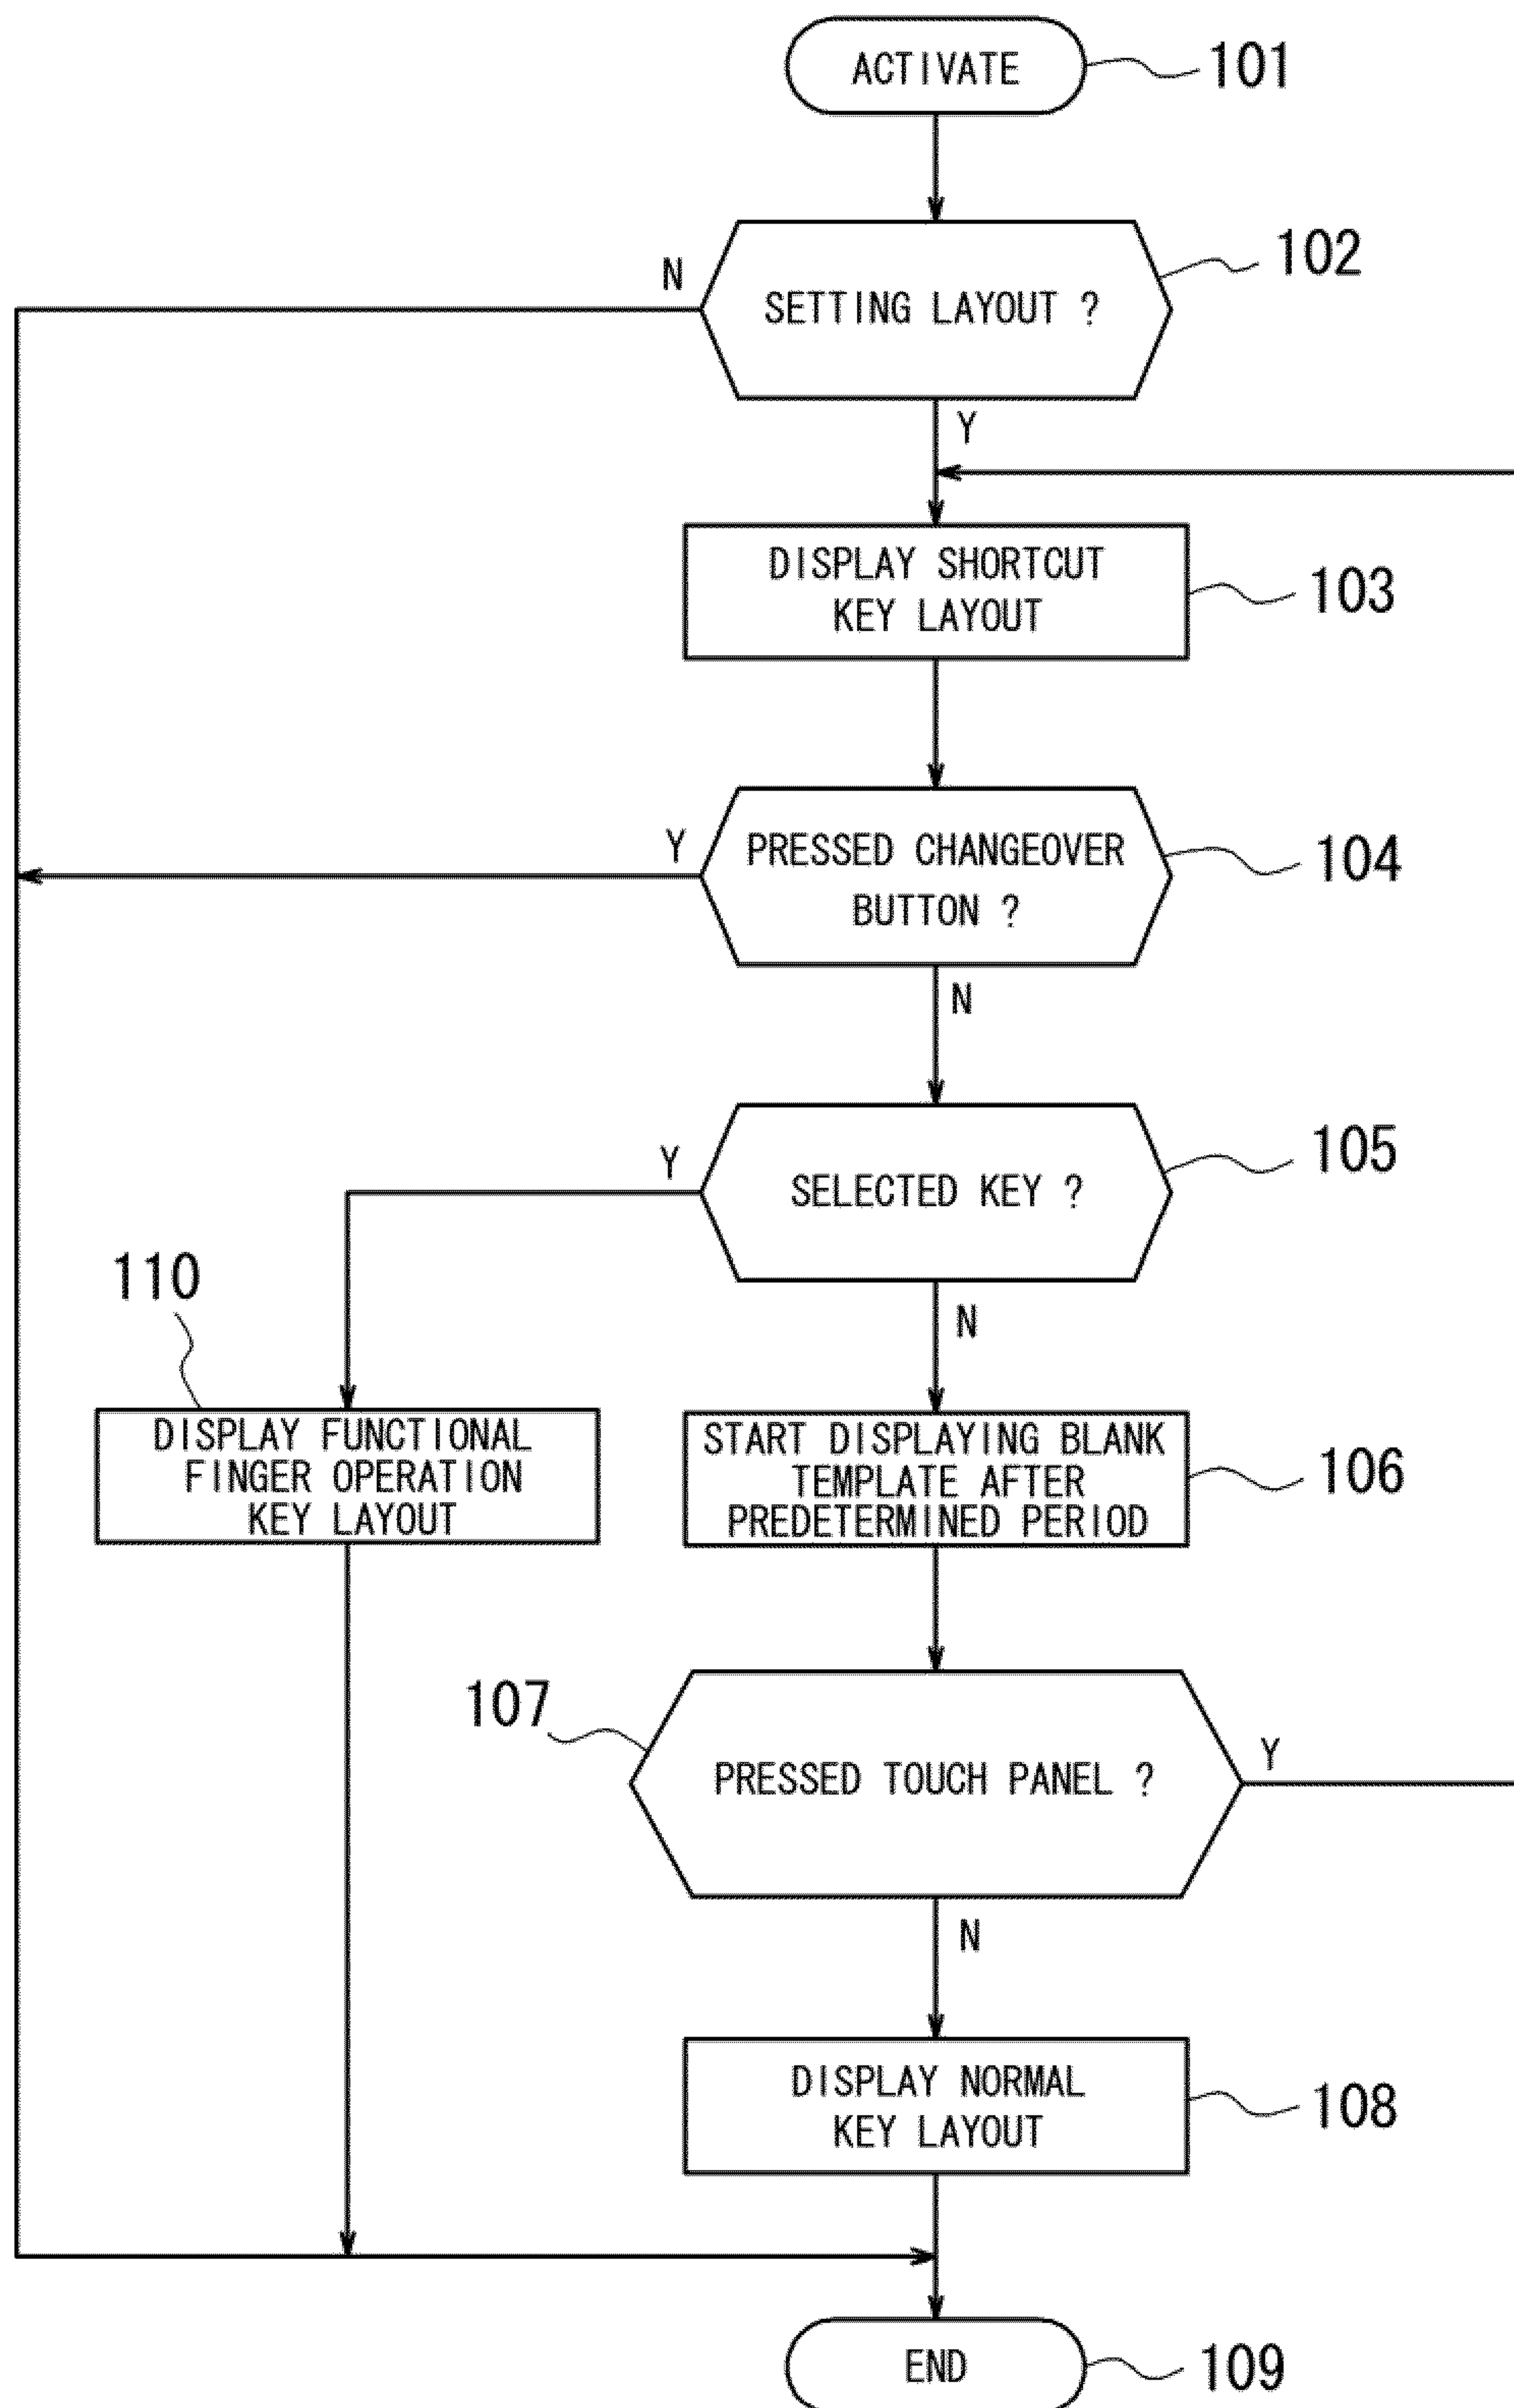 ACTIVATE
101
102
N
SETTING LAYOUT ?
Y
DISPLAY SHORTCUT
KEY LAYOUT
103
Y
PRESSED CHANGEOVER
BUTTON ?
104
N
105
Y
SELECTED KEY ?
110
N
DISPLAY FUNCTIONAL
FINGER OPERATION
KEY LAYOUT
START DISPLAYING BLANK
TEMPLATE AFTER
PREDETERMINED PERIOD
106
107
PRESSED TOUCH PANEL ?
Y
N
DISPLAY NORMAL
KEY LAYOUT
108
END
109